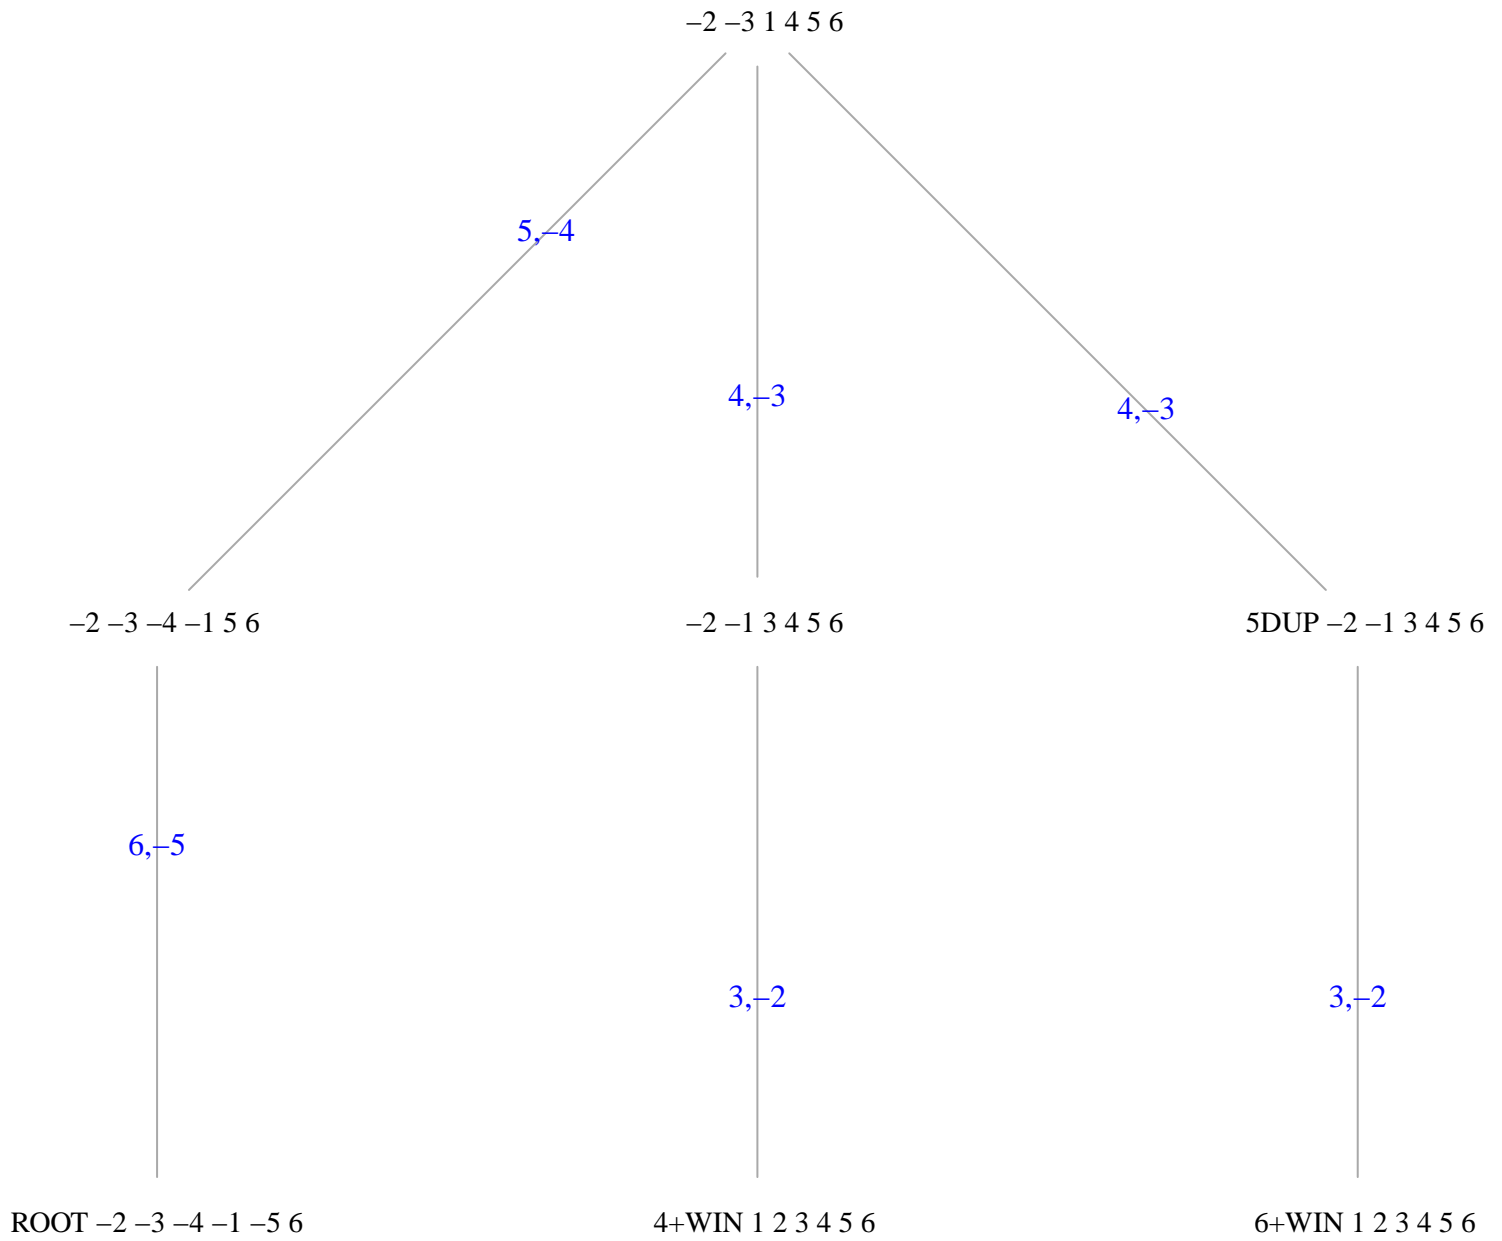 –2 –3 1 4 5 6
5,–4
4,–3
4,–3
–2 –3 –4 –1 5 6
–2 –1 3 4 5 6
5DUP –2 –1 3 4 5 6
6,–5
3,–2
3,–2
ROOT –2 –3 –4 –1 –5 6
4+WIN 1 2 3 4 5 6
6+WIN 1 2 3 4 5 6